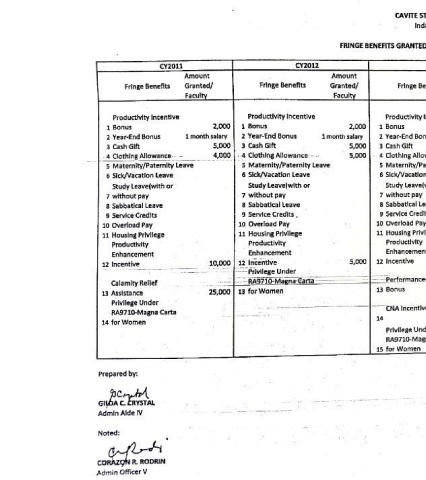 CAVITE ST
Inda
FRINGE BENEFITS GRANTED
CY2011
Fringe Benefits
Amount
Granted/
Faculty
Productivity Incentive
1 Bonus 2,000
2 Year-End Bonus 1 month salary
3 Cash Gift 5,000
4 Clothing Allowance 4,000
5 Maternity/Paternity Leave
6 Sick/Vacation Leave
Study Leave(with or
7 without pay
8 Sabbatical Leave
9 Service Credits
10 Overload Pay
11 Housing Privilege
Productivity
Enhancement
12 Incentive 10,000
Calamity Relief
13 Assistance 25,000
Privilege Under
RA9710-Magna Carta
14 for Women
CY2012
Fringe Benefits
Amount
Granted/
Faculty
Productivity Incentive
1 Bonus 2,000
2 Year-End Bonus 1 month salary
3 Cash Gift 5,000
4 Clothing Allowance 5,000
5 Maternity/Paternity Leave
6 Sick/Vacation Leave
Study Leave(with or
7 without pay
8 Sabbatical Leave
9 Service Credits
10 Overload Pay
11 Housing Privilege
Productivity
Enhancement
12 Incentive 5,000
Privilege Under
RA9710-Magna Carta
13 for Women
Fringe Be
Productivity I
1 Bonus
2 Year-End Bon
3 Cash Gift
4 Clothing Allow
5 Maternity/Pa
6 Sick/Vacation
Study Leave(w
7 without pay
8 Sabbatical Le
9 Service Credit
10 Overload Pay
11 Housing Privi
Productivity
Enhancement
12 Incentive
Performance
13 Bonus
CNA Incentive
14
Privilege Und
RA9710-Mag
15 for Women
Prepared by:
GILDA C. CRYSTAL
Admin Aide IV
Noted:
CORAZON R. RODRIN
Admin Officer V